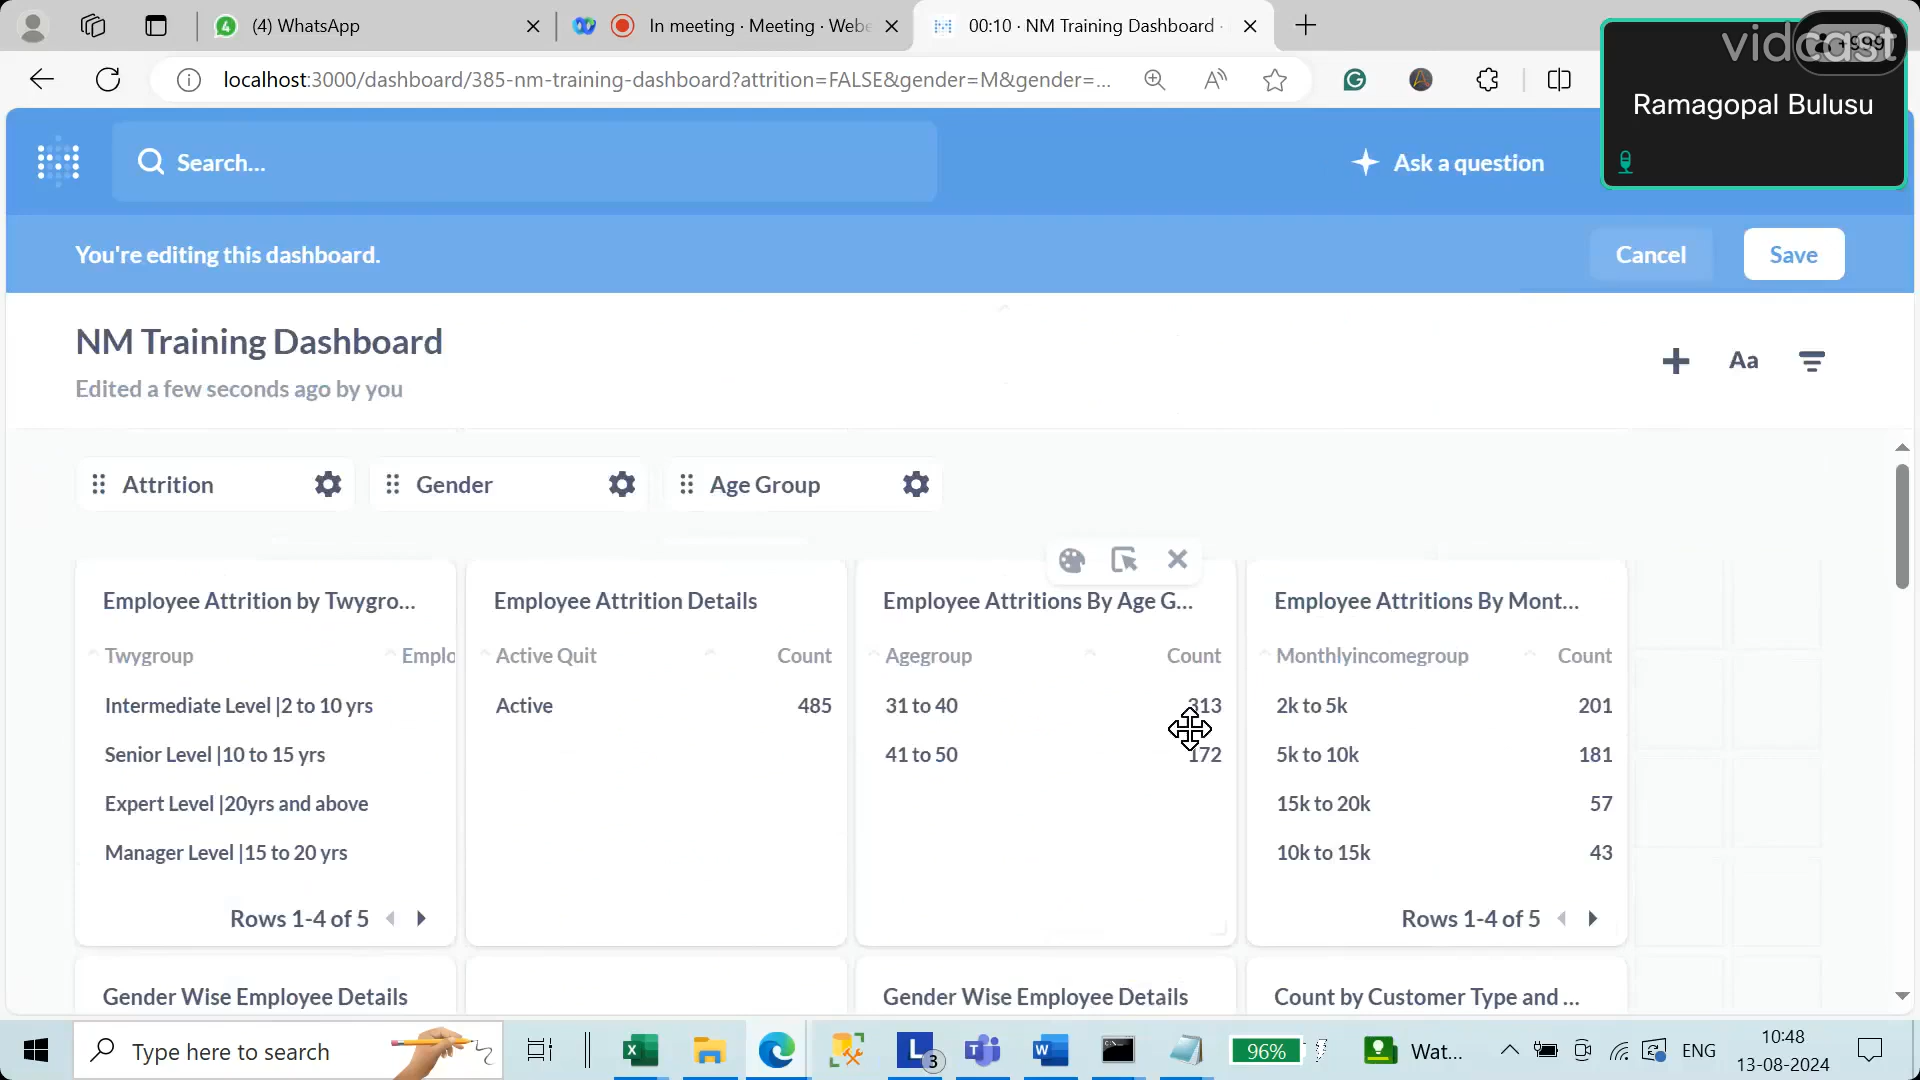 (4) WhatsApp
In meeting · Meeting · Webe
00:10 · NM Training Dashboard ·
vidcast
+999
localhost:3000/dashboard/385-nm-training-dashboard?attrition=FALSE&gender=M&gender=...
Ramagopal Bulusu
Search...
Ask a question
You're editing this dashboard.
Cancel
Save
NM Training Dashboard
Edited a few seconds ago by you
Aa
Attrition
Gender
Age Group
Employee Attrition by Twygro...
Twygroup
Emplo
Intermediate Level |2 to 10 yrs
Senior Level |10 to 15 yrs
Expert Level |20yrs and above
Manager Level |15 to 20 yrs
Rows 1-4 of 5
Employee Attrition Details
Active Quit
Count
Active
485
Employee Attritions By Age G...
Agegroup
Count
31 to 40
313
41 to 50
172
Employee Attritions By Mont...
Monthlyincomegroup
Count
2k to 5k
201
5k to 10k
181
15k to 20k
57
10k to 15k
43
Rows 1-4 of 5
Gender Wise Employee Details
Gender Wise Employee Details
Count by Customer Type and ...
Type here to search
3
96%
Wat...
ENG
10:48
13-08-2024